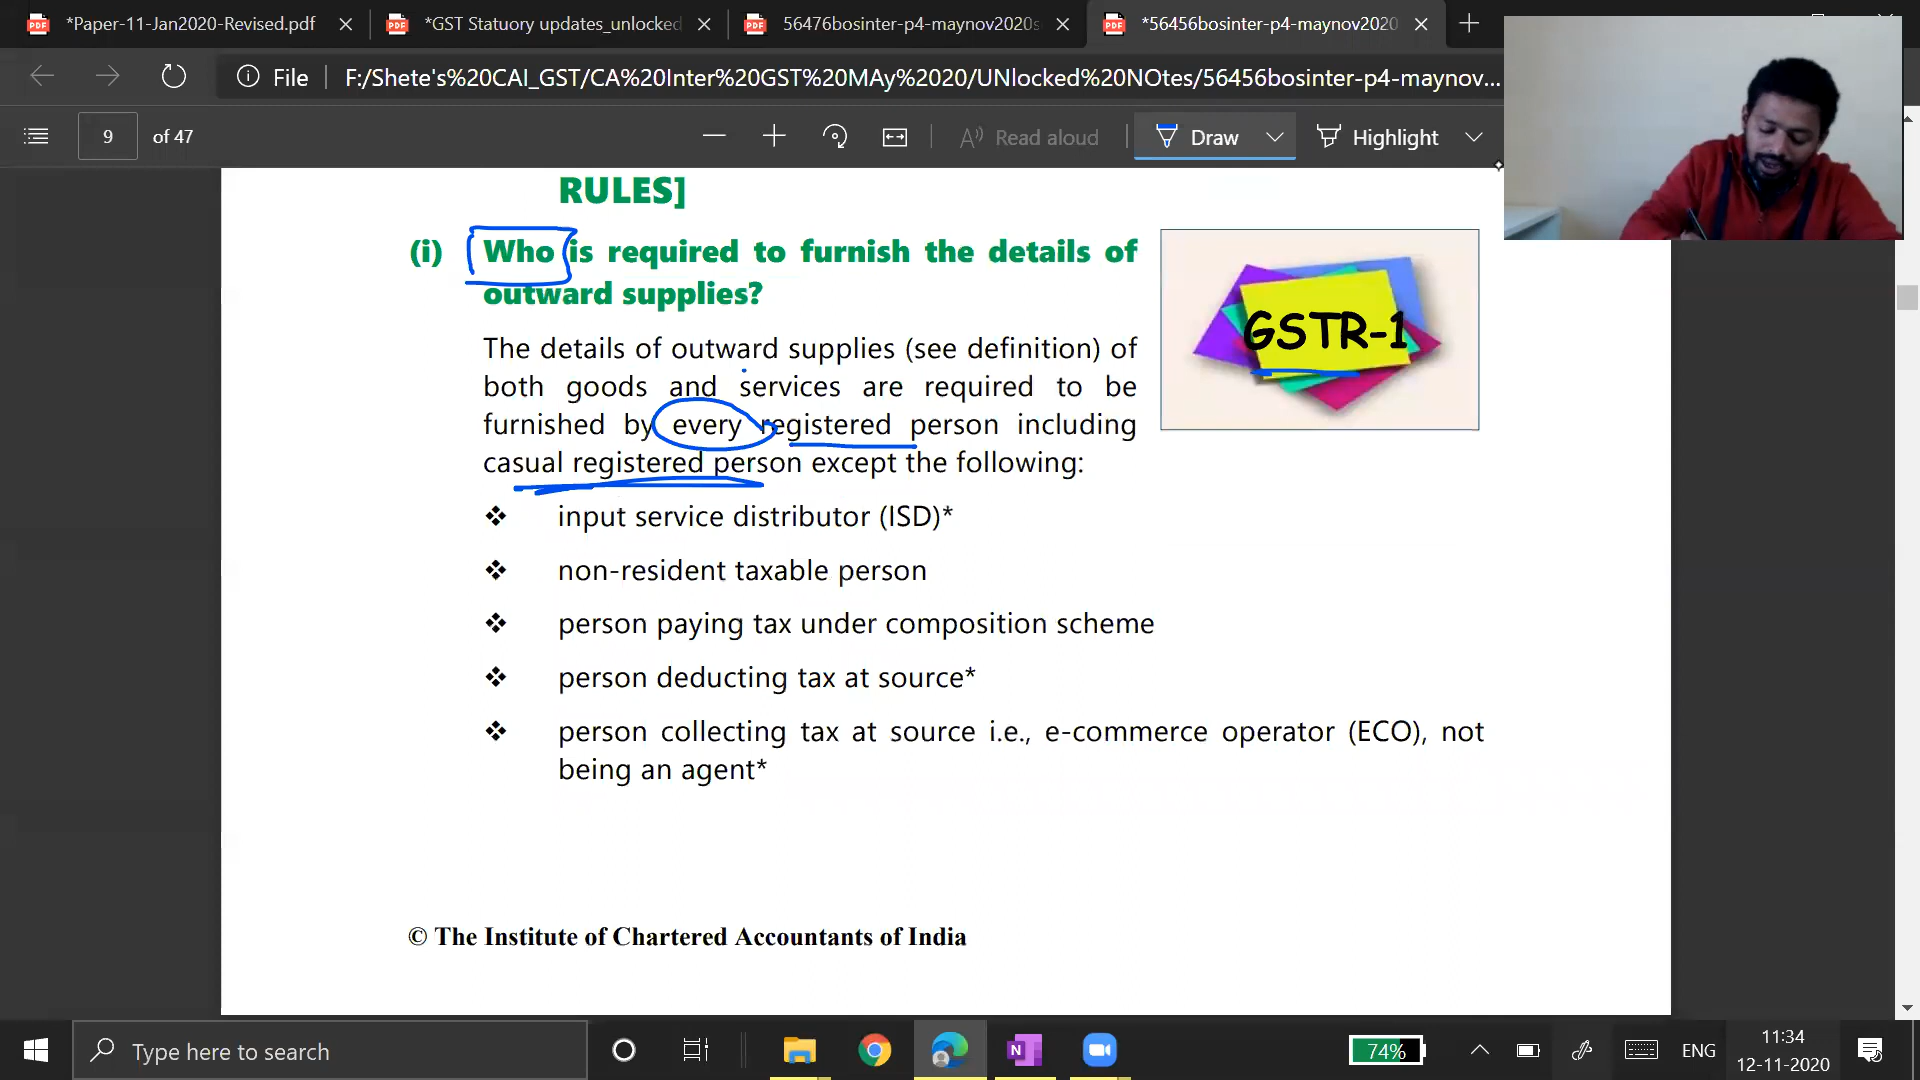 *Paper-11-Jan2020-Revised.pdf
*GST Statuory updates_unlocked
56476bosinter-p4-maynov2020s
*56456bosinter-p4-maynov2020
File
F:/Shete's%20CAI_GST/CA%20Inter%20GST%20MAy%2020/UNlocked%20NOtes/56456bosinter-p4-maynov...
9
of 47
Read aloud
Draw
Highlight
RULES]
(i) Who is required to furnish the details of
outward supplies?
GSTR-1
The details of outward supplies (see definition) of
both goods and services are required to be
furnished by every registered person including
casual registered person except the following:
❖ input service distributor (ISD)*
❖ non-resident taxable person
❖ person paying tax under composition scheme
❖ person deducting tax at source*
❖ person collecting tax at source i.e., e-commerce operator (ECO), not
being an agent*
© The Institute of Chartered Accountants of India
Type here to search
74%
ENG
11:34
12-11-2020